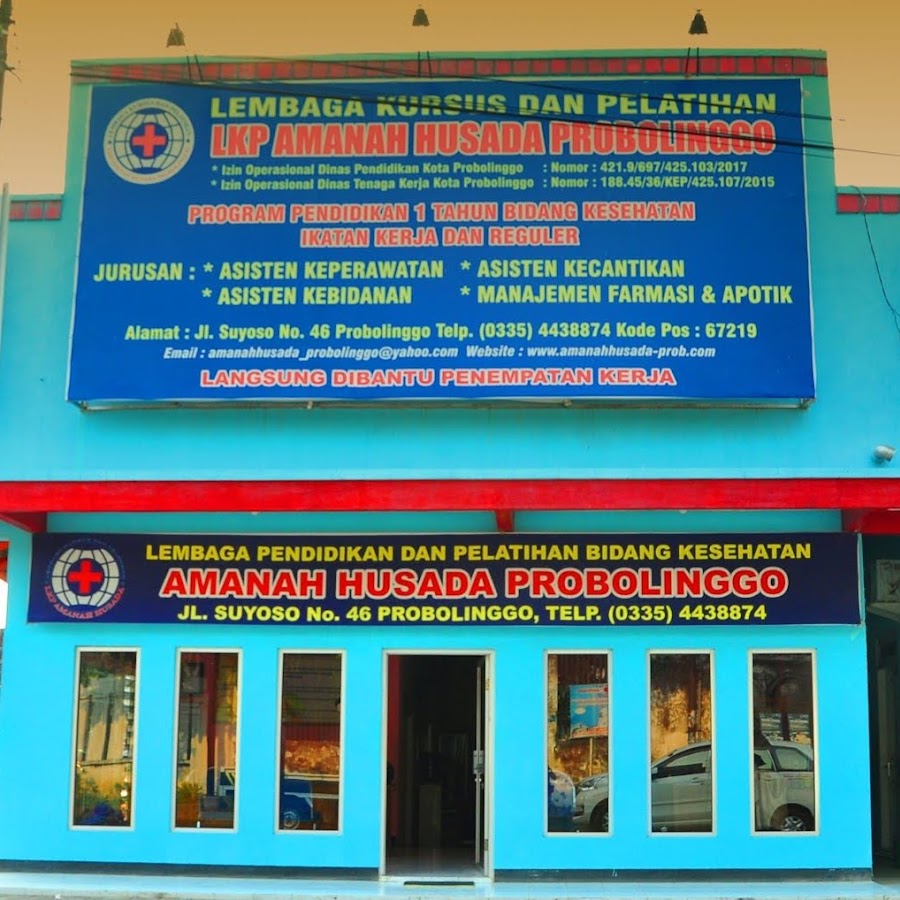 LEMBAGA KURSUS DAN PELATIHAN
LKP AMANAH HUSADA PROBOLINGGO
* Izin Operasional Dinas Pendidikan Kota Probolinggo : Nomor : 421.9/697/425.103/2017
* Izin Operasional Dinas Tenaga Kerja Kota Probolinggo : Nomor : 188.45/36/KEP/425.107/2015
PROGRAM PENDIDIKAN 1 TAHUN BIDANG KESEHATAN
IKATAN KERJA DAN REGULER
JURUSAN : * ASISTEN KEPERAWATAN * ASISTEN KECANTIKAN
* ASISTEN KEBIDANAN * MANAJEMEN FARMASI & APOTIK
Alamat : Jl. Suyoso No. 46 Probolinggo Telp. (0335) 4438874 Kode Pos : 67219
Email : amanahhusada_probolinggo@yahoo.com Website : www.amanahhusada-prob.com
LANGSUNG DIBANTU PENEMPATAN KERJA
LEMBAGA PENDIDIKAN DAN PELATIHAN BIDANG KESEHATAN
AMANAH HUSADA PROBOLINGGO
JL. SUYOSO No. 46 PROBOLINGGO, TELP. (0335) 4438874
LKP AMANAH HUSADA